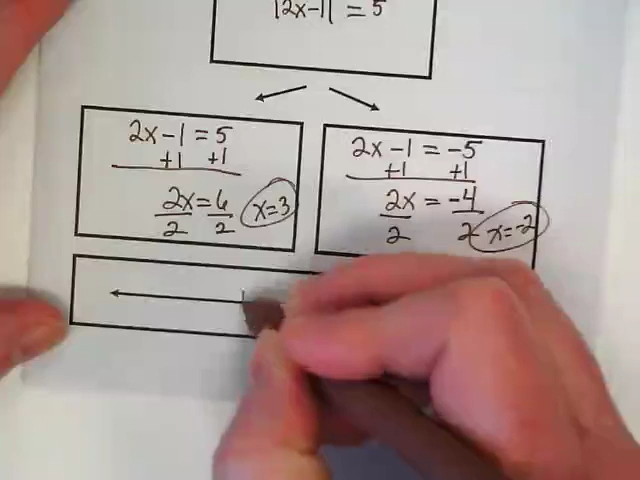 |2x-1| = 5
2x-1 = 5
+1 +1
2x = 6
2 2
x=3
2x-1 = -5
+1 +1
2x = -4
2 2
x=-2